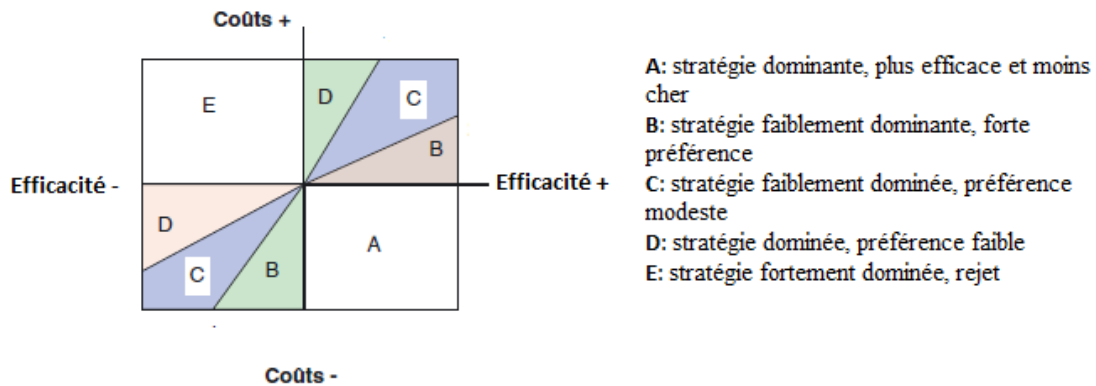 Coûts +
E
D
C
B
Efficacité -
Efficacité +
D
C
B
A
Coûts -
A: stratégie dominante, plus efficace et moins
cher
B: stratégie faiblement dominante, forte
préférence
C: stratégie faiblement dominée, préférence
modeste
D: stratégie dominée, préférence faible
E: stratégie fortement dominée, rejet